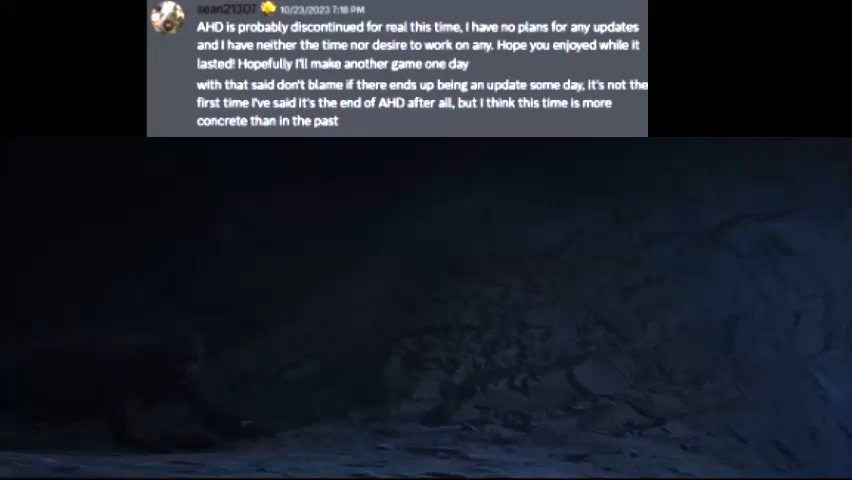 sean21307 10/23/2023 7:18 PM
AHD is probably discontinued for real this time, I have no plans for any updates
and I have neither the time nor desire to work on any. Hope you enjoyed while it
lasted! Hopefully I'll make another game one day
with that said don't blame if there ends up being an update some day, it's not the
first time I've said it's the end of AHD after all, but I think this time is more
concrete than in the past